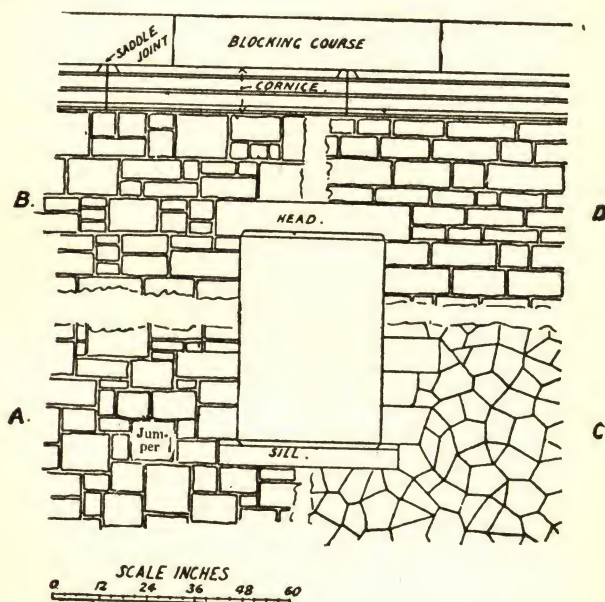 SADDLE
JOINT
BLOCKING COURSE
CORNICE.
B.
HEAD.
D
A.
Jum-
per
C
SILL.
SCALE INCHES
0 12 24 36 48 60